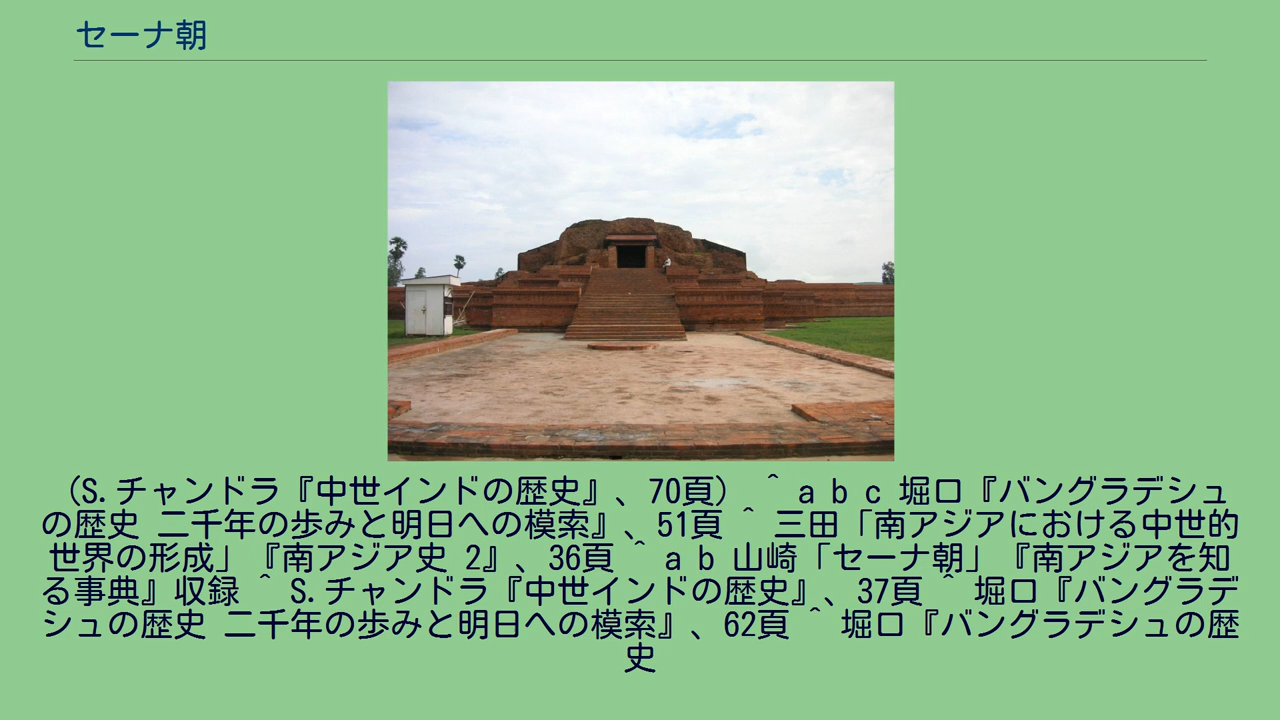 セーナ朝
(S.チャンドラ『中世インドの歴史』、70頁) ^ a b c 堀口『バングラデシュ
の歴史 二千年の歩みと明日への模索』、51頁 ^ 三田「南アジアにおける中世的
世界の形成」『南アジア史 2』、36頁 ^ a b 山崎「セーナ朝」『南アジアを知
る事典』収録 ^ S.チャンドラ『中世インドの歴史』、37頁 ^ 堀口『バングラデ
シュの歴史 二千年の歩みと明日への模索』、62頁 ^ 堀口『バングラデシュの歴
史